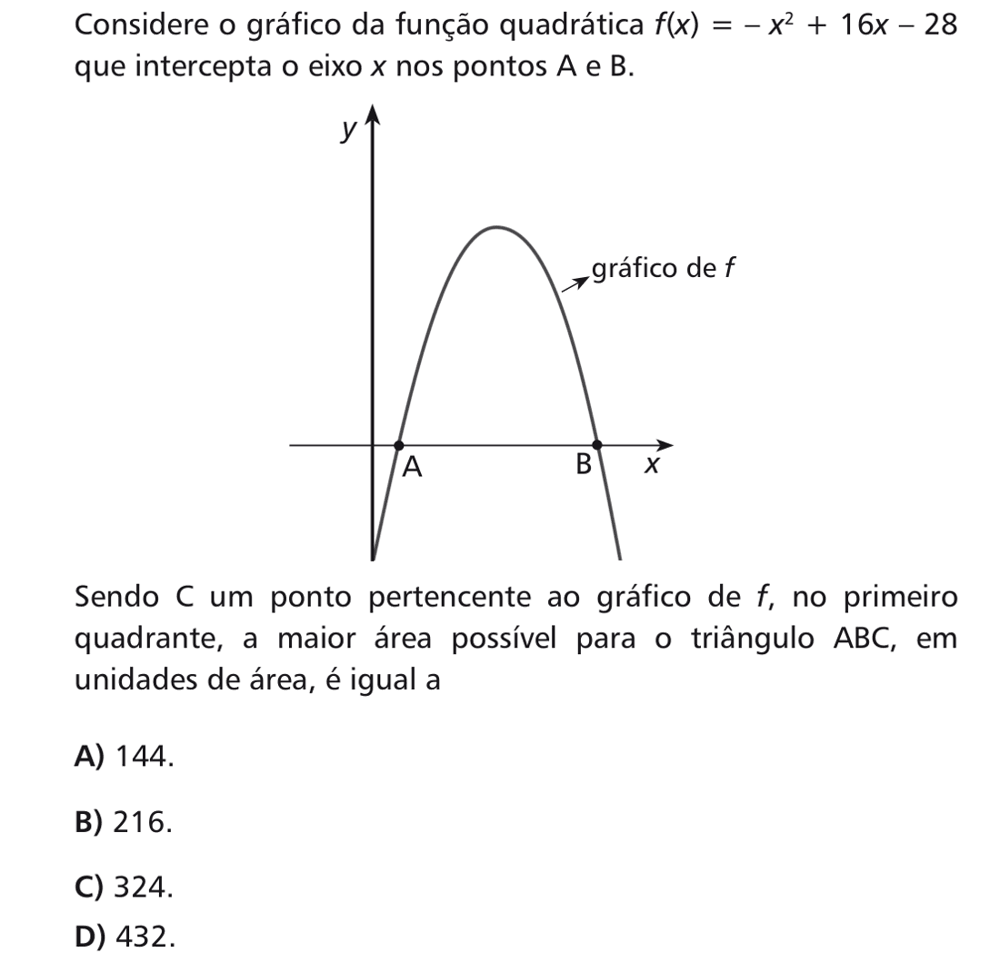 Considere o gráfico da função quadrática f(x) = – x² + 16x – 28
que intercepta o eixo x nos pontos A e B.
y
gráfico de f
A
B
x
Sendo C um ponto pertencente ao gráfico de f, no primeiro
quadrante, a maior área possível para o triângulo ABC, em
unidades de área, é igual a
A) 144.
B) 216.
C) 324.
D) 432.